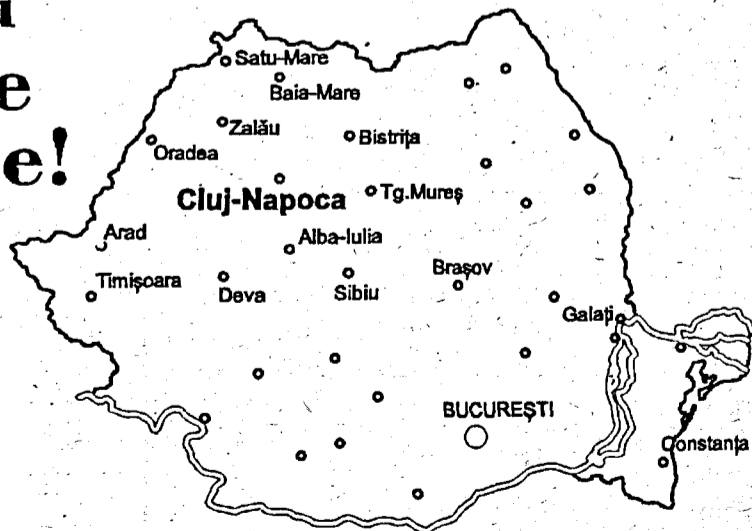 e!
Satu-Mare
Baia-Mare
Zalău
Oradea
Bistrița
Cluj-Napoca
Tg.Mureș
Arad
Alba-Iulia
Timișoara
Deva
Sibiu
Brașov
Galați
BUCUREȘTI
Constanța